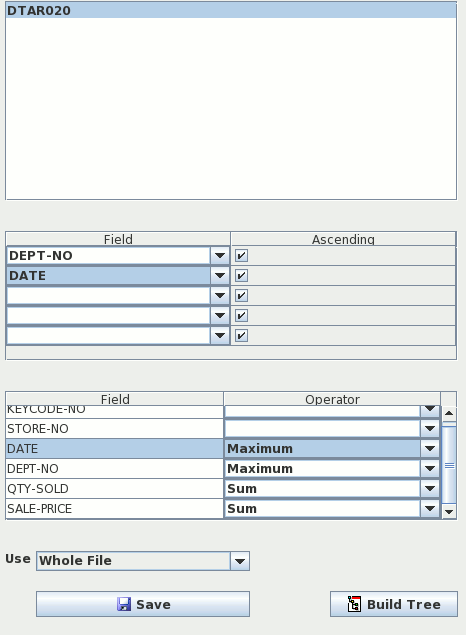 DTAR020
Field Ascending
DEPT-NO
DATE
Field Operator
KEYCODE-NO
STORE-NO
DATE Maximum
DEPT-NO Maximum
QTY-SOLD Sum
SALE-PRICE Sum
Use Whole File
Save Build Tree